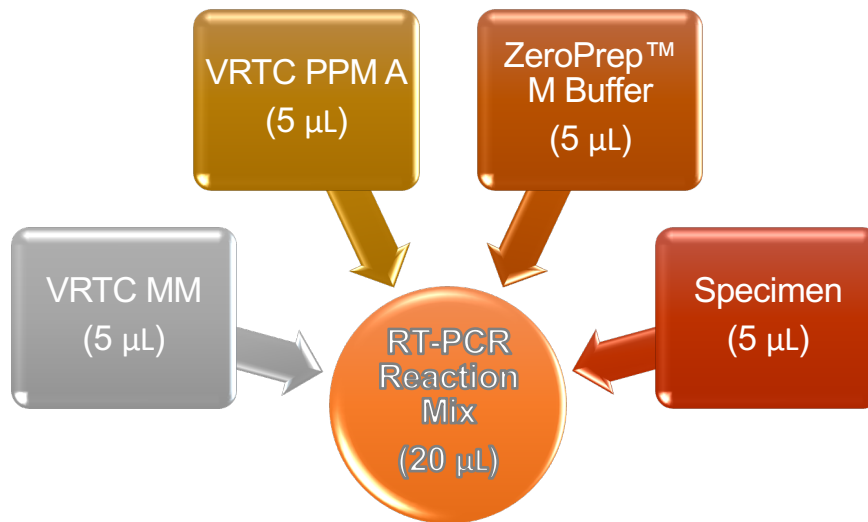 VRTC PPM A
(5 µL)
ZeroPrep™
M Buffer
(5 µL)
VRTC MM
(5 µL)
Specimen
(5 µL)
RT-PCR
Reaction
Mix
(20 µL)